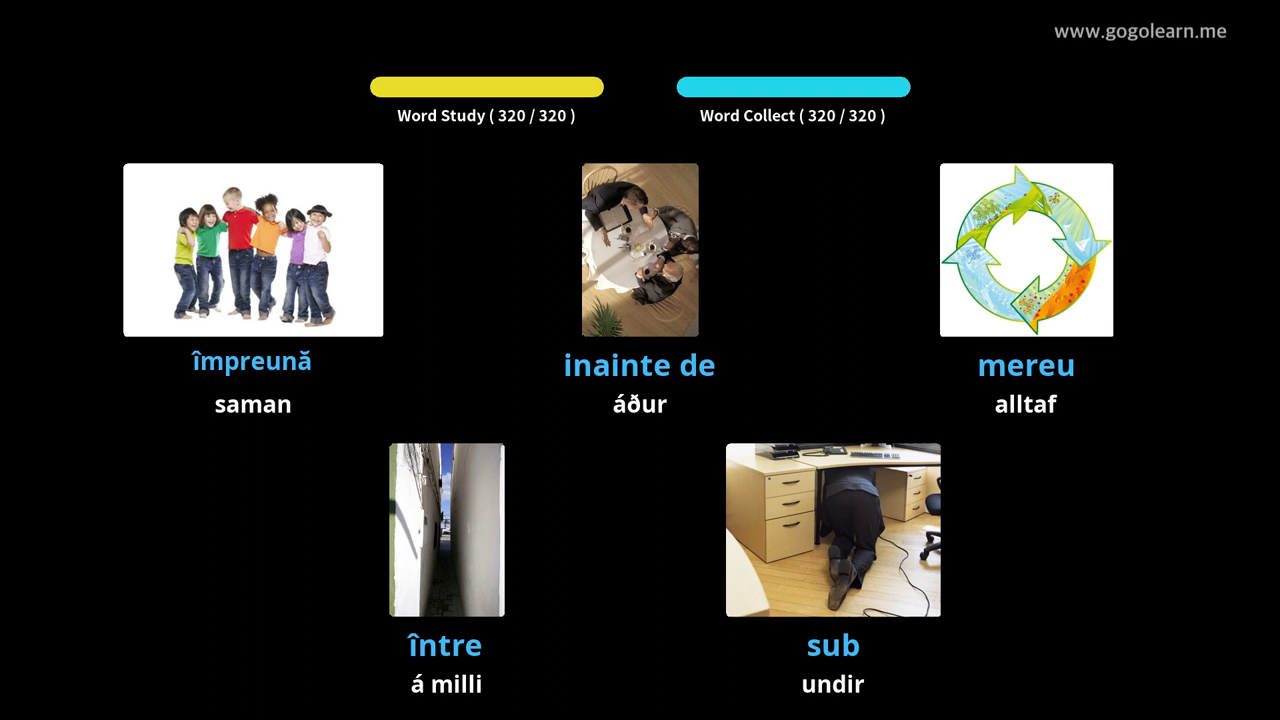 www.gogolearn.me
Word Study ( 320 / 320 )
Word Collect ( 320 / 320 )
împreună
saman
inainte de
áður
mereu
alltaf
între
á milli
sub
undir